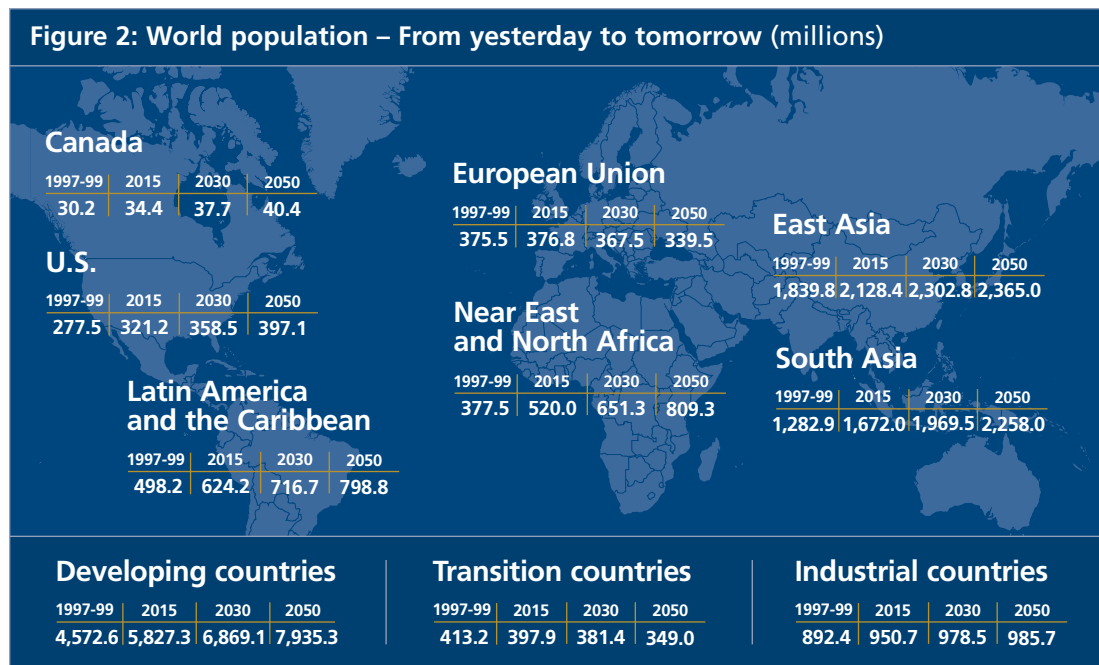 Figure 2: World population – From yesterday to tomorrow (millions)
Canada
1997-99 2015 2030 2050
30.2 34.4 37.7 40.4
U.S.
1997-99 2015 2030 2050
277.5 321.2 358.5 397.1
Latin America
and the Caribbean
1997-99 2015 2030 2050
498.2 624.2 716.7 798.8
European Union
1997-99 2015 2030 2050
375.5 376.8 367.5 339.5
Near East
and North Africa
1997-99 2015 2030 2050
377.5 520.0 651.3 809.3
East Asia
1997-99 2015 2030 2050
1,839.8 2,128.4 2,302.8 2,365.0
South Asia
1997-99 2015 2030 2050
1,282.9 1,672.0 1,969.5 2,258.0
Developing countries
1997-99 2015 2030 2050
4,572.6 5,827.3 6,869.1 7,935.3
Transition countries
1997-99 2015 2030 2050
413.2 397.9 381.4 349.0
Industrial countries
1997-99 2015 2030 2050
892.4 950.7 978.5 985.7